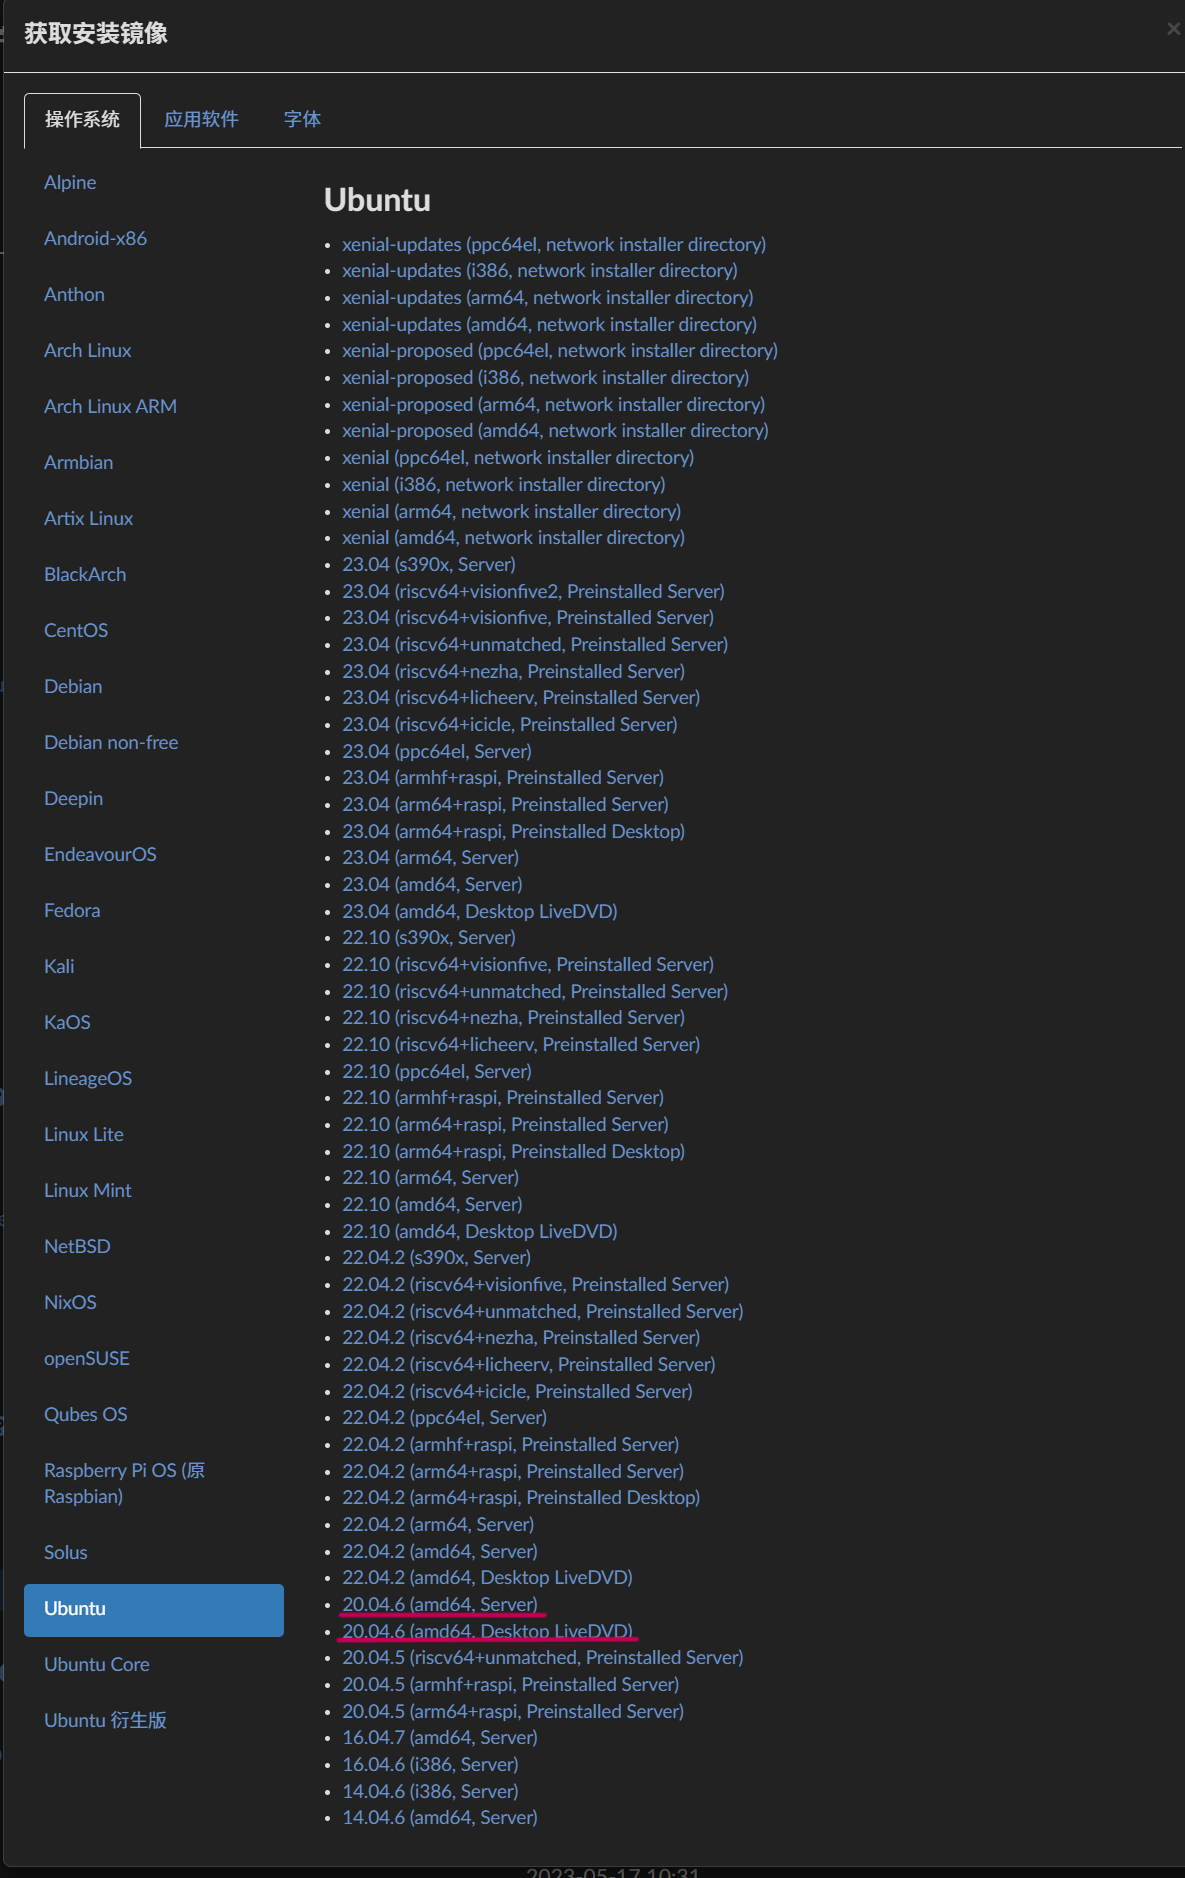 获取安装镜像
×
操作系统 应用软件 字体
Alpine
Android-x86
Anthon
Arch Linux
Arch Linux ARM
Armbian
Artix Linux
BlackArch
CentOS
Debian
Debian non-free
Deepin
EndeavourOS
Fedora
Kali
KaOS
LineageOS
Linux Lite
Linux Mint
NetBSD
NixOS
openSUSE
Qubes OS
Raspberry Pi OS (原
Raspbian)
Solus
Ubuntu
Ubuntu Core
Ubuntu 衍生版
Ubuntu
xenial-updates (ppc64el, network installer directory)
xenial-updates (i386, network installer directory)
xenial-updates (arm64, network installer directory)
xenial-updates (amd64, network installer directory)
xenial-proposed (ppc64el, network installer directory)
xenial-proposed (i386, network installer directory)
xenial-proposed (arm64, network installer directory)
xenial-proposed (amd64, network installer directory)
xenial (ppc64el, network installer directory)
xenial (i386, network installer directory)
xenial (arm64, network installer directory)
xenial (amd64, network installer directory)
23.04 (s390x, Server)
23.04 (riscv64+visionfive2, Preinstalled Server)
23.04 (riscv64+visionfive, Preinstalled Server)
23.04 (riscv64+unmatched, Preinstalled Server)
23.04 (riscv64+nezha, Preinstalled Server)
23.04 (riscv64+licheerv, Preinstalled Server)
23.04 (riscv64+icicle, Preinstalled Server)
23.04 (ppc64el, Server)
23.04 (armhf+raspi, Preinstalled Server)
23.04 (arm64+raspi, Preinstalled Server)
23.04 (arm64+raspi, Preinstalled Desktop)
23.04 (arm64, Server)
23.04 (amd64, Server)
23.04 (amd64, Desktop LiveDVD)
22.10 (s390x, Server)
22.10 (riscv64+visionfive, Preinstalled Server)
22.10 (riscv64+unmatched, Preinstalled Server)
22.10 (riscv64+nezha, Preinstalled Server)
22.10 (riscv64+licheerv, Preinstalled Server)
22.10 (ppc64el, Server)
22.10 (armhf+raspi, Preinstalled Server)
22.10 (arm64+raspi, Preinstalled Server)
22.10 (arm64+raspi, Preinstalled Desktop)
22.10 (arm64, Server)
22.10 (amd64, Server)
22.10 (amd64, Desktop LiveDVD)
22.04.2 (s390x, Server)
22.04.2 (riscv64+visionfive, Preinstalled Server)
22.04.2 (riscv64+unmatched, Preinstalled Server)
22.04.2 (riscv64+nezha, Preinstalled Server)
22.04.2 (riscv64+licheerv, Preinstalled Server)
22.04.2 (riscv64+icicle, Preinstalled Server)
22.04.2 (ppc64el, Server)
22.04.2 (armhf+raspi, Preinstalled Server)
22.04.2 (arm64+raspi, Preinstalled Server)
22.04.2 (arm64+raspi, Preinstalled Desktop)
22.04.2 (arm64, Server)
22.04.2 (amd64, Server)
22.04.2 (amd64, Desktop LiveDVD)
20.04.6 (amd64, Server)
20.04.6 (amd64, Desktop LiveDVD)
20.04.5 (riscv64+unmatched, Preinstalled Server)
20.04.5 (armhf+raspi, Preinstalled Server)
20.04.5 (arm64+raspi, Preinstalled Server)
16.04.7 (amd64, Server)
16.04.6 (i386, Server)
14.04.6 (i386, Server)
14.04.6 (amd64, Server)
2023-05-17 10:31